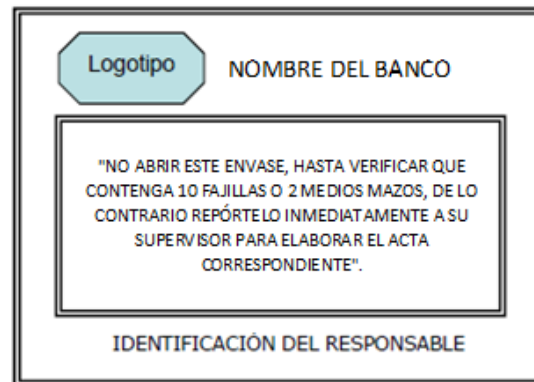 Logotipo
NOMBRE DEL BANCO
"NO ABRIR ESTE ENVASE, HASTA VERIFICAR QUE
CONTENGA 10 FAJILLAS O 2 MEDIOS MAZOS, DE LO
CONTRARIO REPÓRTELO INMEDIATAMENTE A SU
SUPERVISOR PARA ELABORAR EL ACTA
CORRESPONDIENTE".
IDENTIFICACIÓN DEL RESPONSABLE